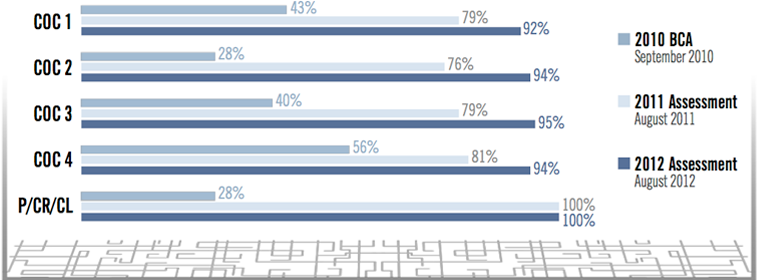 COC 1
43%
79%
92%
COC 2
28%
76%
94%
COC 3
40%
79%
95%
COC 4
56%
81%
94%
P/CR/CL
28%
100%
100%
2010 BCA
September 2010
2011 Assessment
August 2011
2012 Assessment
August 2012